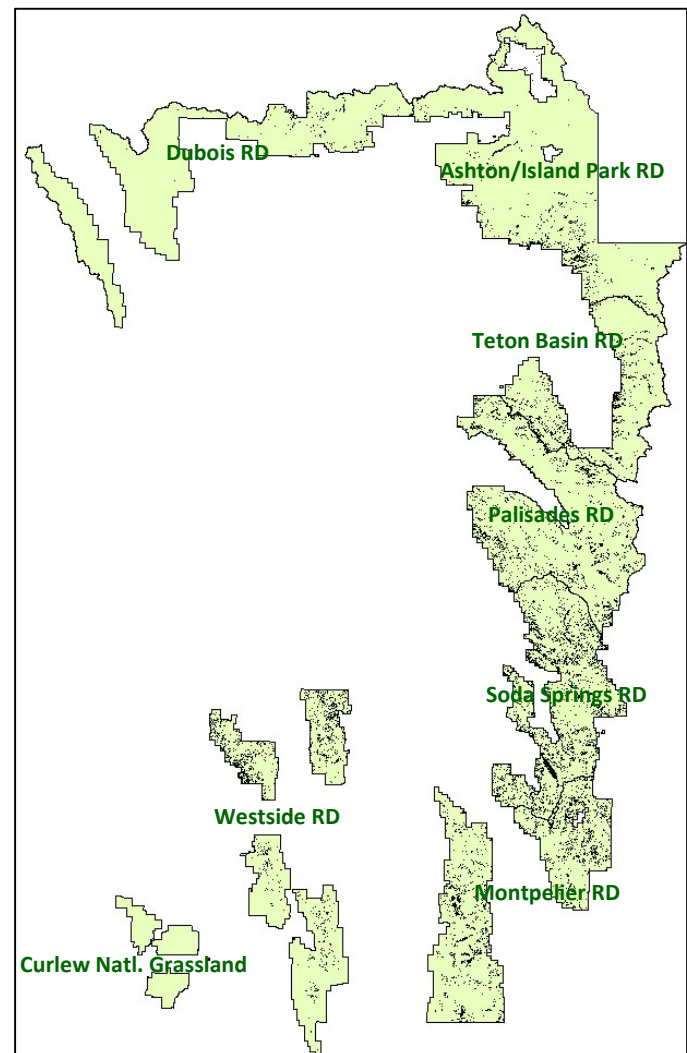 Dubois RD
Ashton/Island Park RD
Teton Basin RD
Palisades RD
Soda Springs RD
Westside RD
Montpelier RD
Curlew Natl. Grassland